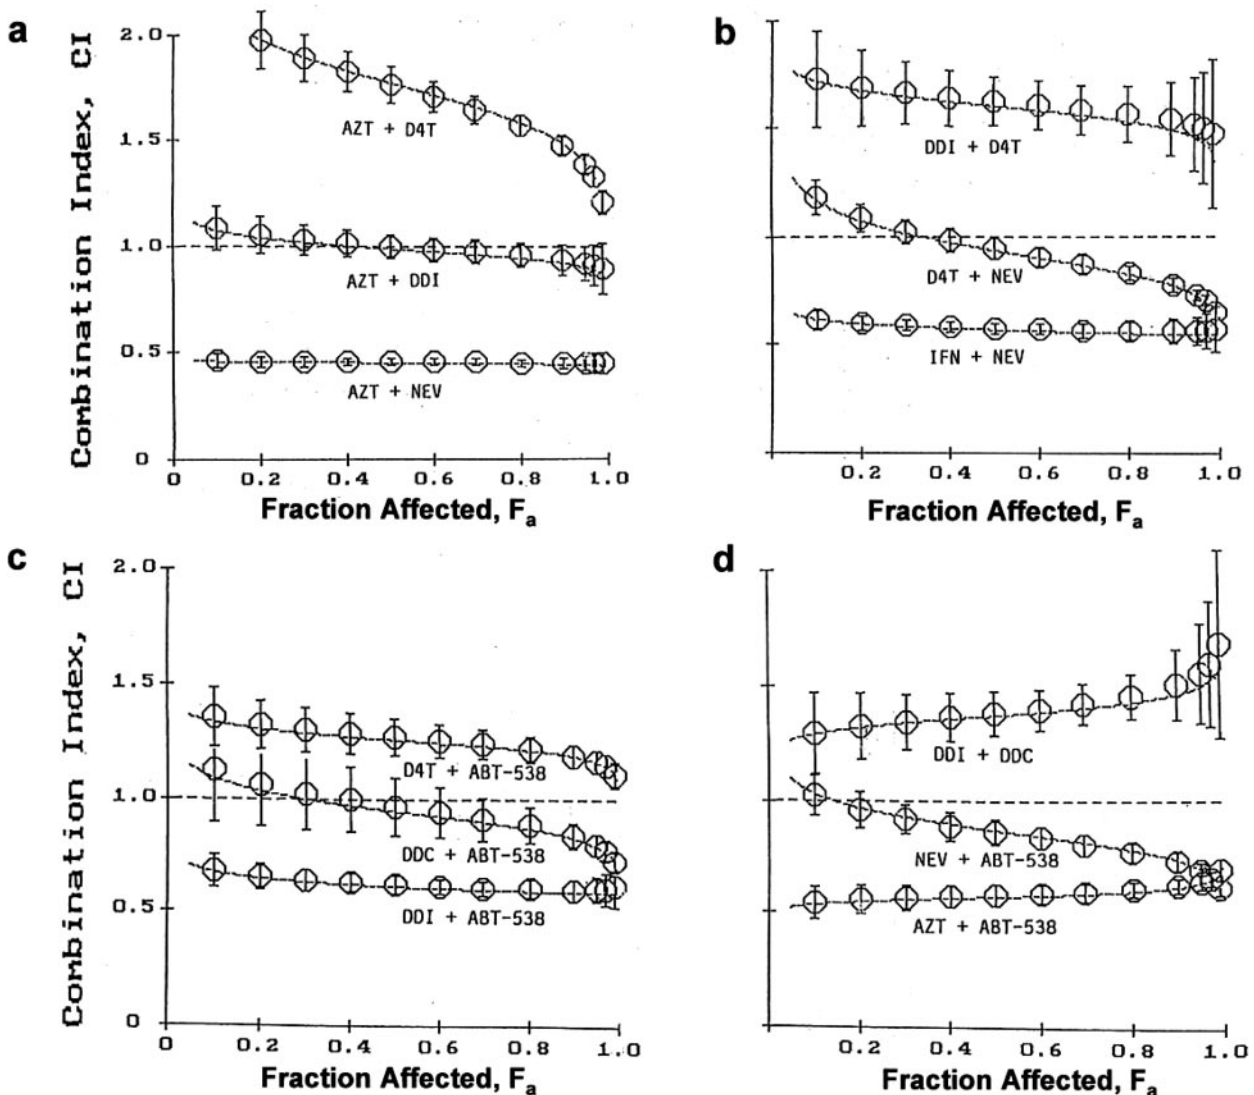 a
Combination Index, CI
2.0
1.5
1.0
0.5
0
AZT + D4T
AZT + DDI
AZT + NEV
0 0.2 0.4 0.6 0.8 1.0
Fraction Affected, Fa
b
DDI + D4T
D4T + NEV
IFN + NEV
0.2 0.4 0.6 0.8 1.0
Fraction Affected, Fa
c
Combination Index, CI
2.0
1.5
1.0
0.5
0
D4T + ABT-538
DDC + ABT-538
DDI + ABT-538
0 0.2 0.4 0.6 0.8 1.0
Fraction Affected, Fa
d
DDI + DDC
NEV + ABT-538
AZT + ABT-538
0.2 0.4 0.6 0.8 1.0
Fraction Affected, Fa